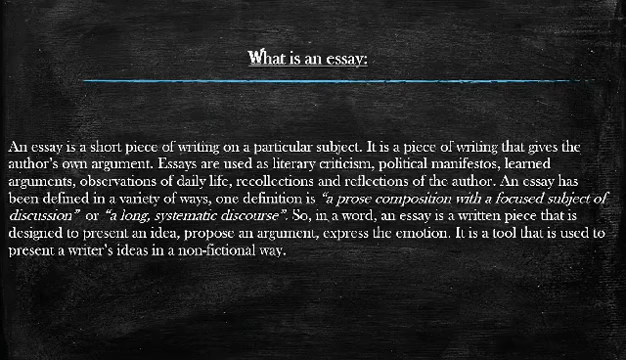 What is an essay:
An essay is a short piece of writing on a particular subject. It is a piece of writing that gives the
author's own argument. Essays are used as literary criticism, political manifestos, learned
arguments, observations of daily life, recollections and reflections of the author. An essay has
been defined in a variety of ways, one definition is “a prose composition with a focused subject of
discussion” or “a long, systematic discourse”. So, in a word, an essay is a written piece that is
designed to present an idea, propose an argument, express the emotion. It is a tool that is used to
present a writer's ideas in a non-fictional way.